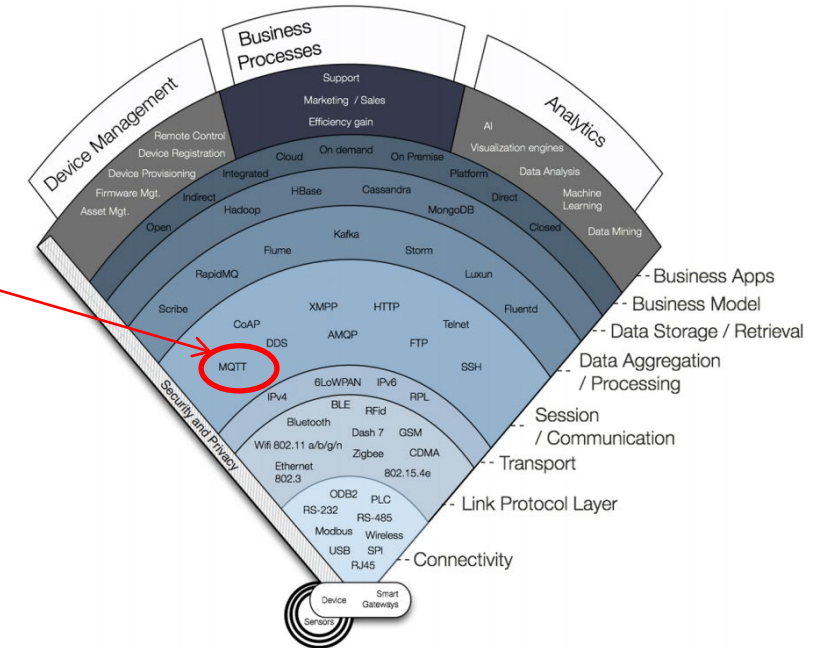 Business
Processes
Device Management
Analytics
Support
Marketing / Sales
Efficiency gain
Remote Control
Device Registration
Device Provisioning
Firmware Mgt.
Asset Mgt.
AI
Visualization engines
Data Analysis
Machine
Learning
Data Mining
Open
Indirect
Integrated
Cloud
On demand
On Premise
Platform
Direct
Closed
Hadoop
HBase
Cassandra
MongoDB
Scribe
RapidMQ
Flume
Kafka
Storm
Luxun
Fluentd
MQTT
CoAP
DDS
XMPP
AMQP
HTTP
FTP
Telnet
SSH
IPv4
6LoWPAN
IPv6
RPL
Ethernet
802.3
Wifi 802.11 a/b/g/n
Bluetooth
BLE
RFid
Dash 7
GSM
Zigbee
CDMA
802.15.4e
ODB2
PLC
RS-232
RS-485
Modbus
Wireless
USB
SPI
RJ45
Security and Privacy
Device
Smart
Gateways
Sensors
Business Apps
Business Model
Data Storage / Retrieval
Data Aggregation
/ Processing
Session
/ Communication
Transport
Link Protocol Layer
Connectivity